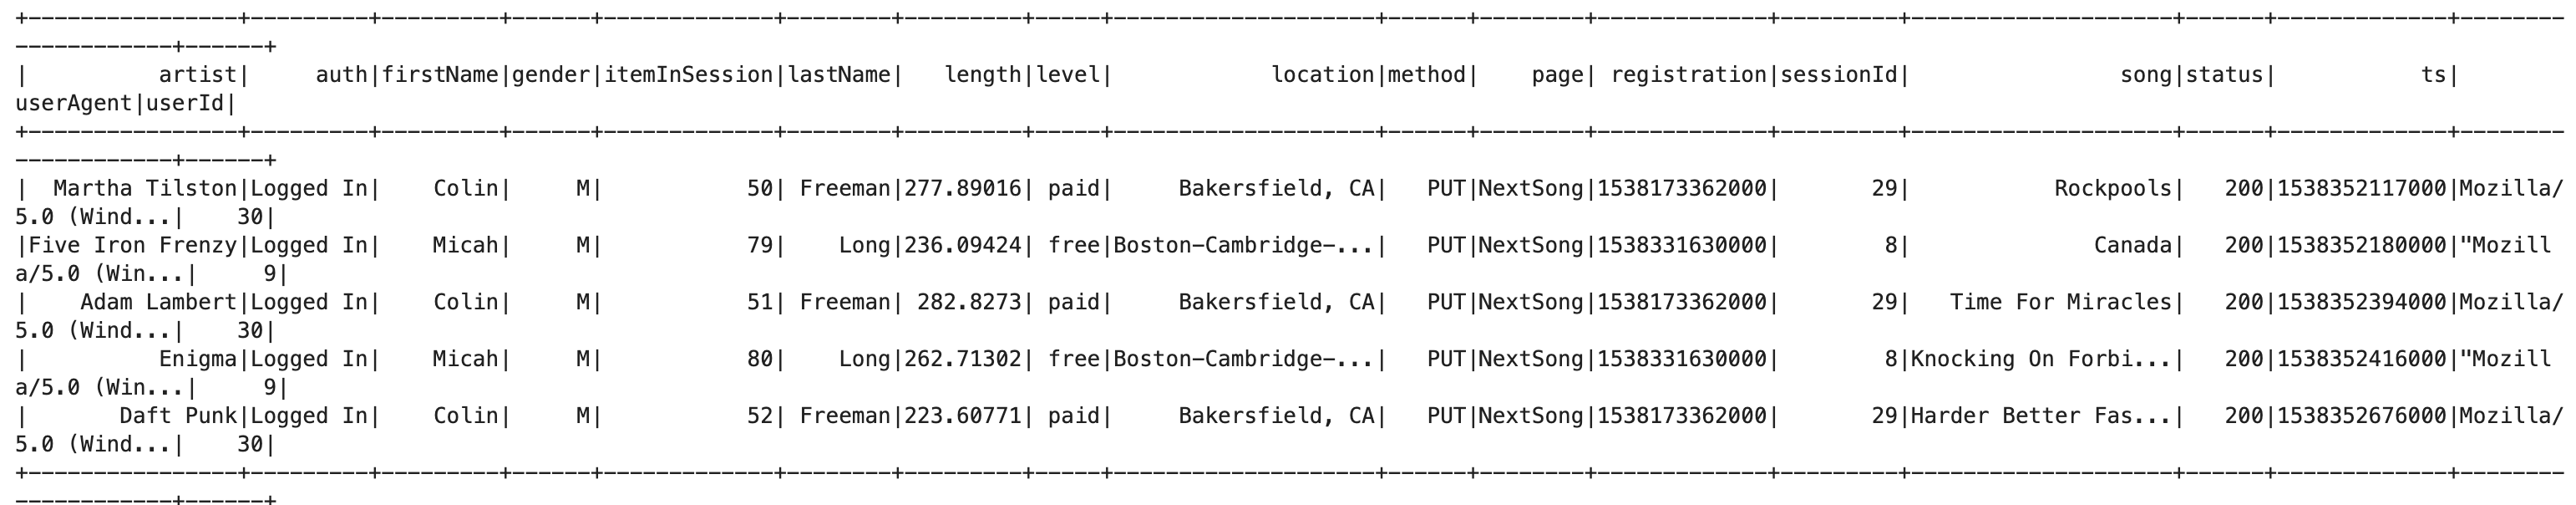 +-----------------+---------+---------+------+-------------+--------+---------+-----+--------------------+------+--------+-------------+---------+--------------------+------+-------------+--------
------------+------+
|           artist|     auth|firstName|gender|itemInSession|lastName|   length|level|            location|method|    page| registration|sessionId|                song|status|           ts|
userAgent|userId|
+-----------------+---------+---------+------+-------------+--------+---------+-----+--------------------+------+--------+-------------+---------+--------------------+------+-------------+--------
------------+------+
|   Martha Tilston|Logged In|    Colin|     M|           50| Freeman|277.89016| paid|     Bakersfield, CA|   PUT|NextSong|1538173362000|       29|           Rockpools|   200|1538352117000|Mozilla/
5.0 (Wind...|    30|
|Five Iron Frenzy|Logged In|    Micah|     M|           79|    Long|236.09424| free|Boston-Cambridge-...|   PUT|NextSong|1538331630000|        8|              Canada|   200|1538352180000|"Mozill
a/5.0 (Win...|     9|
|    Adam Lambert|Logged In|    Colin|     M|           51| Freeman| 282.8273| paid|     Bakersfield, CA|   PUT|NextSong|1538173362000|       29|   Time For Miracles|   200|1538352394000|Mozilla/
5.0 (Wind...|    30|
|          Enigma|Logged In|    Micah|     M|           80|    Long|262.71302| free|Boston-Cambridge-...|   PUT|NextSong|1538331630000|        8|Knocking On Forbi...|   200|1538352416000|"Mozill
a/5.0 (Win...|     9|
|       Daft Punk|Logged In|    Colin|     M|           52| Freeman|223.60771| paid|     Bakersfield, CA|   PUT|NextSong|1538173362000|       29|Harder Better Fas...|   200|1538352676000|Mozilla/
5.0 (Wind...|    30|
+-----------------+---------+---------+------+-------------+--------+---------+-----+--------------------+------+--------+-------------+---------+--------------------+------+-------------+--------
------------+------+